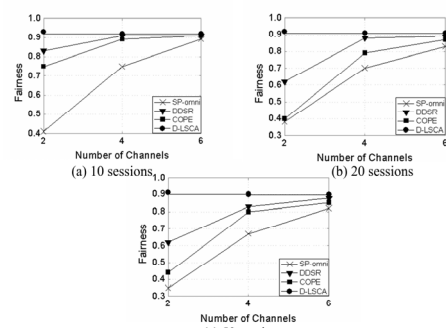 1.0
0.9
0.8
0.7
0.6
0.5
0.4
Fairness
SP-omni
DDSR
COPE
D-LSCA
2 4 6
Number of Channels
(a) 10 sessions
1.0
0.9
0.8
0.7
0.6
0.5
0.4
0.3
Fairness
SP-omni
DDSR
COPE
D-LSCA
2 4 6
Number of Channels
(b) 20 sessions
1.0
0.9
0.8
0.7
0.6
0.5
0.4
0.3
Fairness
SP-omni
DDSR
COPE
D-LSCA
2 4 6
Number of Channels